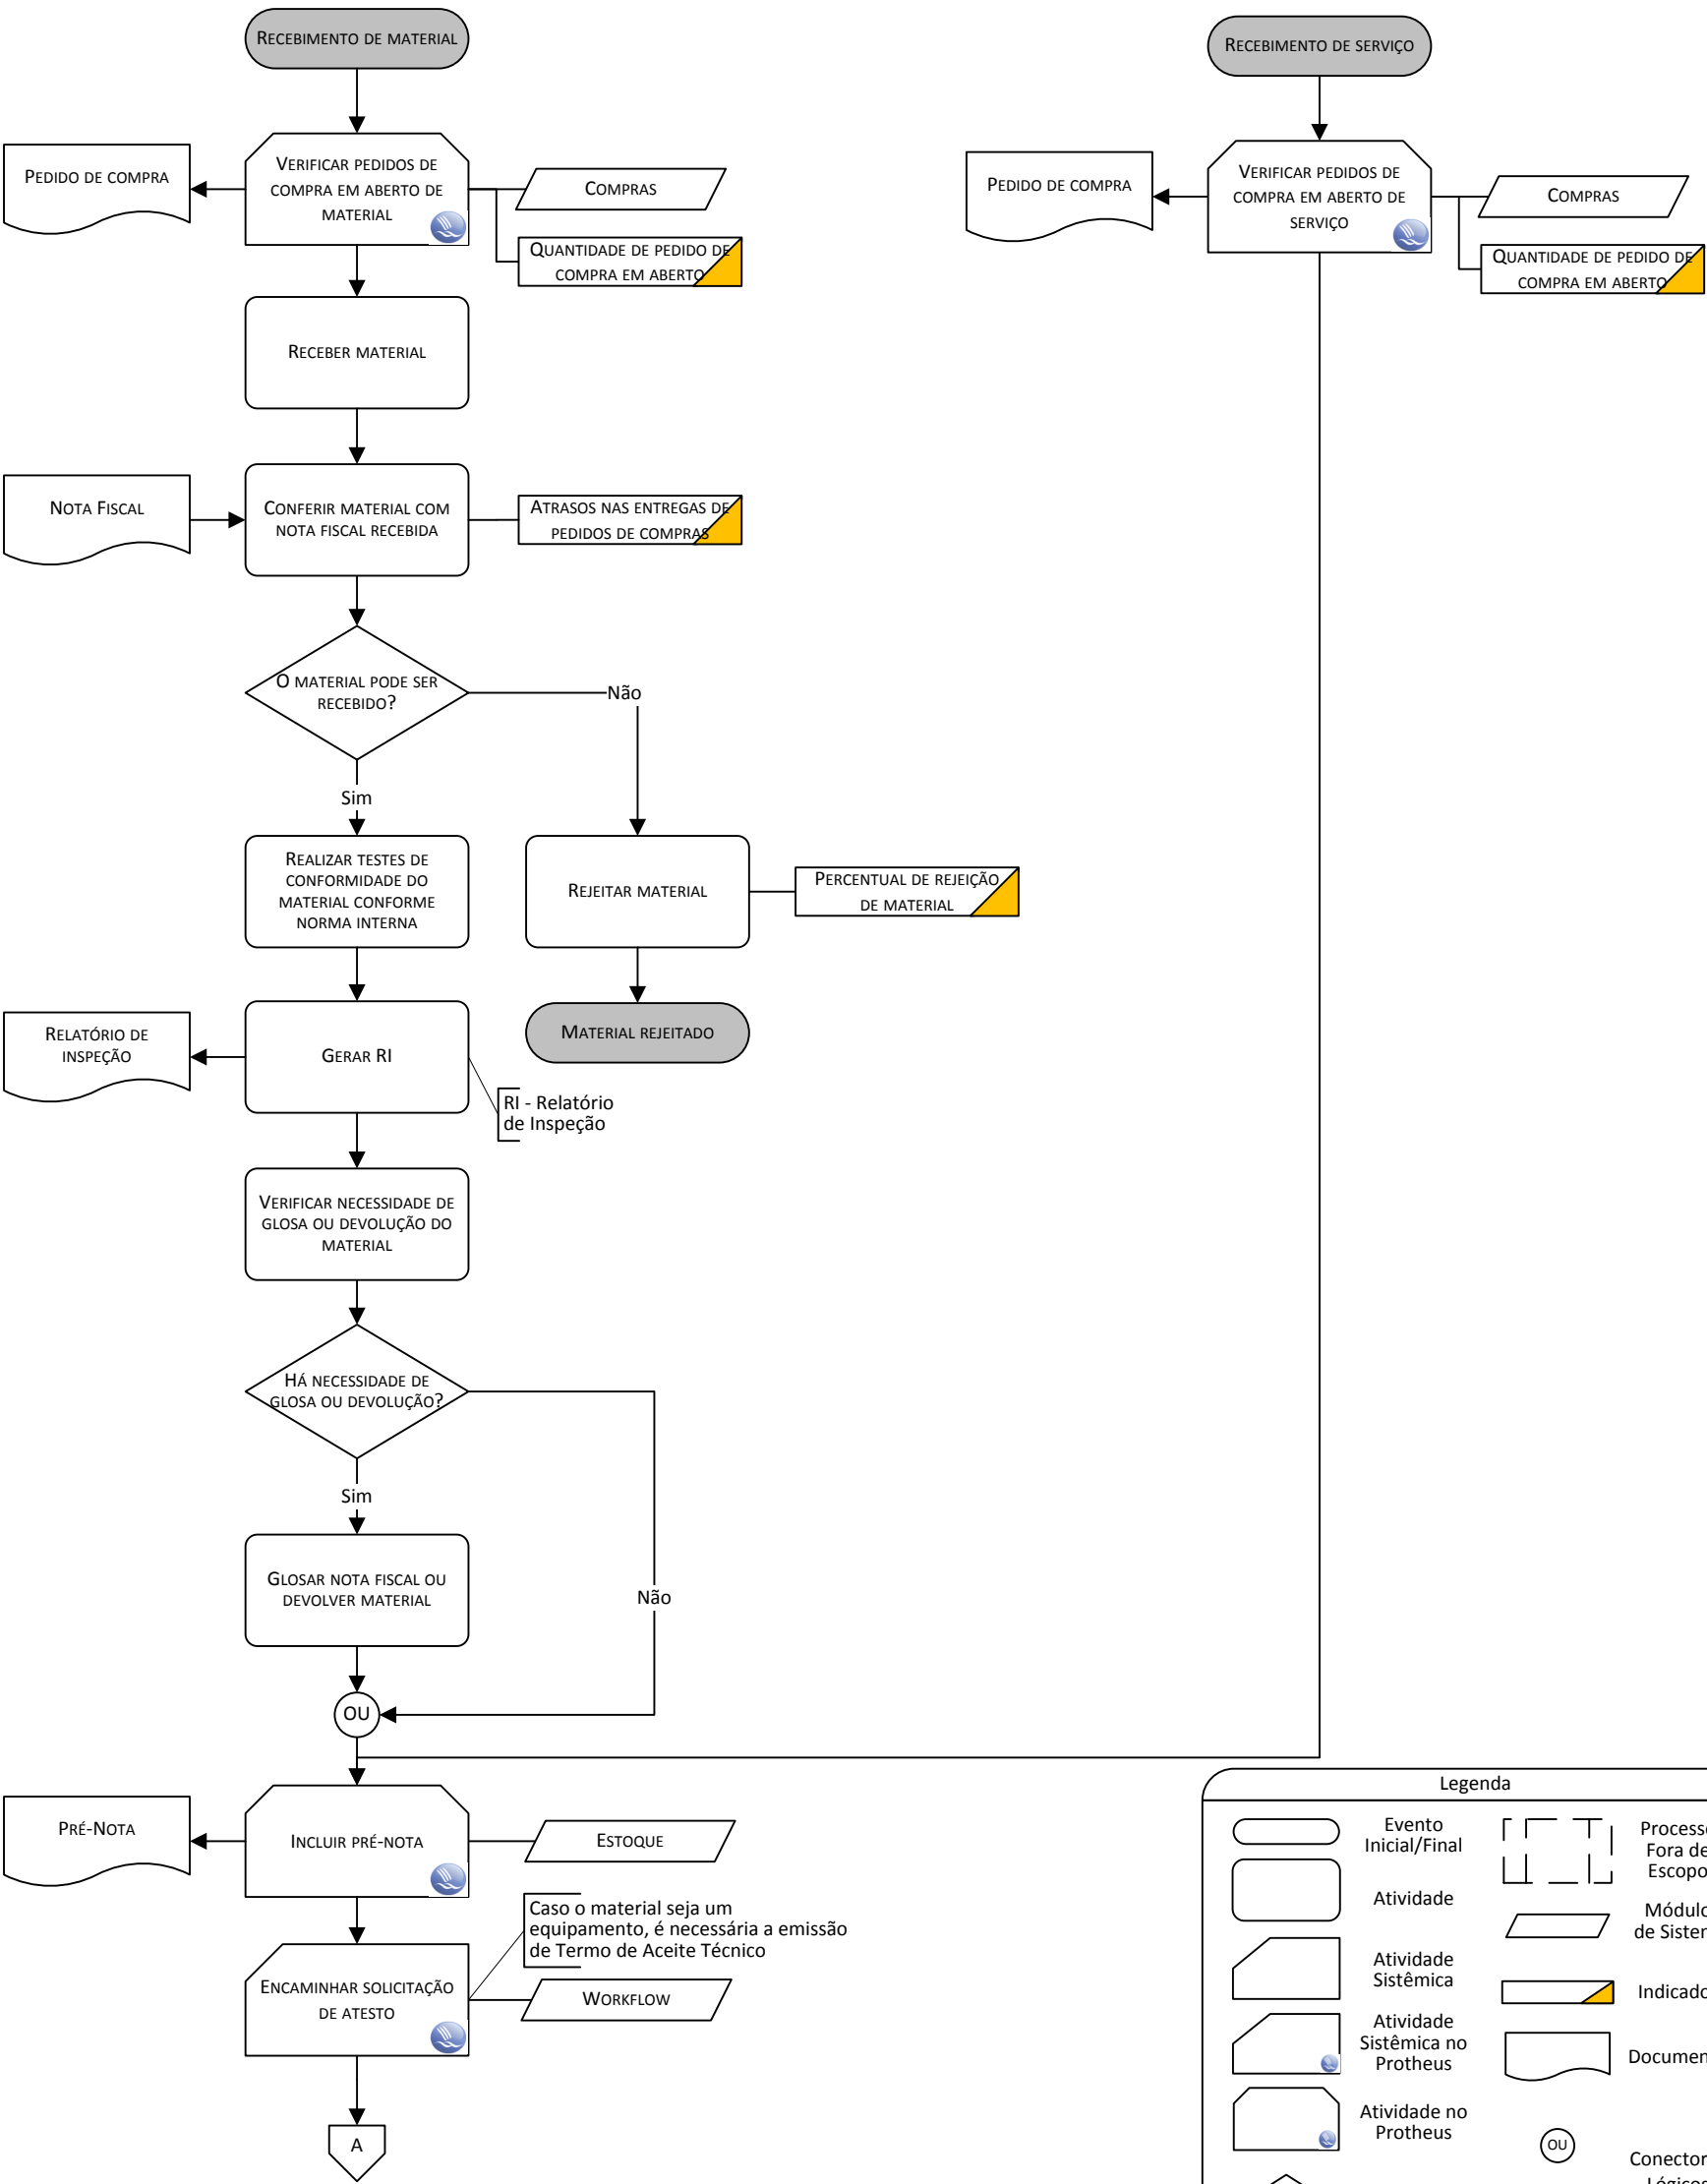 Recebimento de material
Recebimento de serviço
Pedido de compra
Verificar pedidos de
compra em aberto de
material
Compras
Quantidade de pedido de
compra em aberto
Pedido de compra
Verificar pedidos de
compra em aberto de
serviço
Compras
Quantidade de pedido de
compra em aberto
Receber material
Nota Fiscal
Conferir material com
nota fiscal recebida
Atrasos nas entregas de
pedidos de compras
O material pode ser
recebido?
Não
Sim
Realizar testes de
conformidade do
material conforme
norma interna
Rejeitar material
Percentual de rejeição
de material
Relatório de
inspeção
Gerar RI
Material rejeitado
RI - Relatório
de Inspeção
Verificar necessidade de
glosa ou devolução do
material
Há necessidade de
glosa ou devolução?
Sim
Glosar nota fiscal ou
devolver material
Não
OU
Pré-Nota
Incluir pré-nota
Estoque
Caso o material seja um
equipamento, é necessária a emissão
de Termo de Aceite Técnico
Encaminhar solicitação
de atesto
Workflow
A
Legenda
Evento
Inicial/Final
Atividade
Atividade
Sistêmica
Atividade
Sistêmica no
Protheus
Atividade no
Protheus
Fora de
Escopo
OU